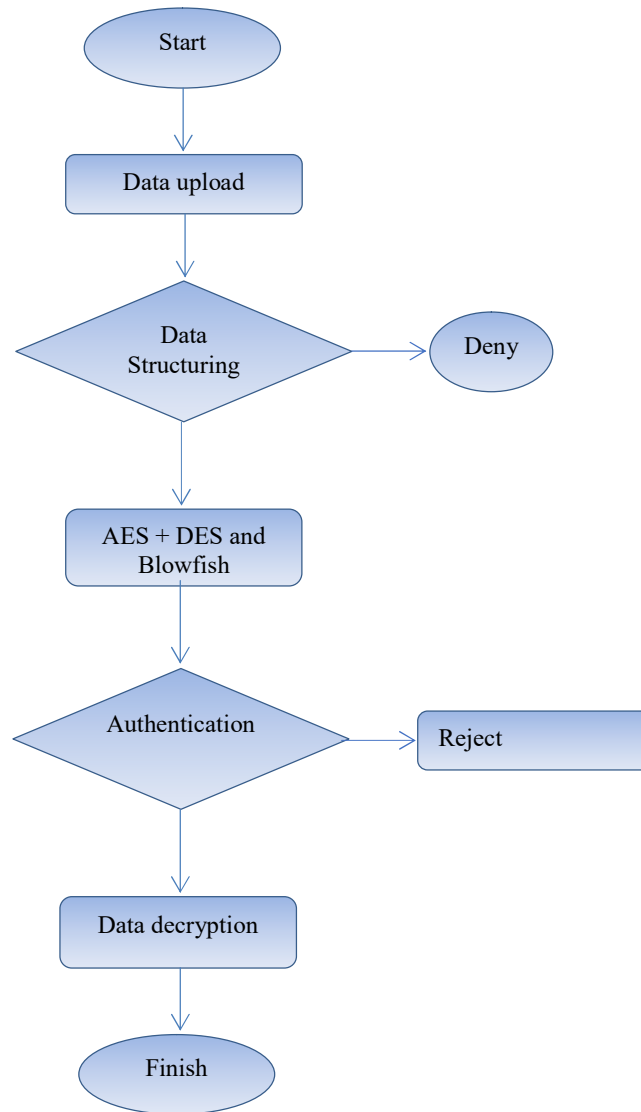 Start
Data upload
Data
Structuring
Deny
AES + DES and
Blowfish
Authentication
Reject
Data decryption
Finish